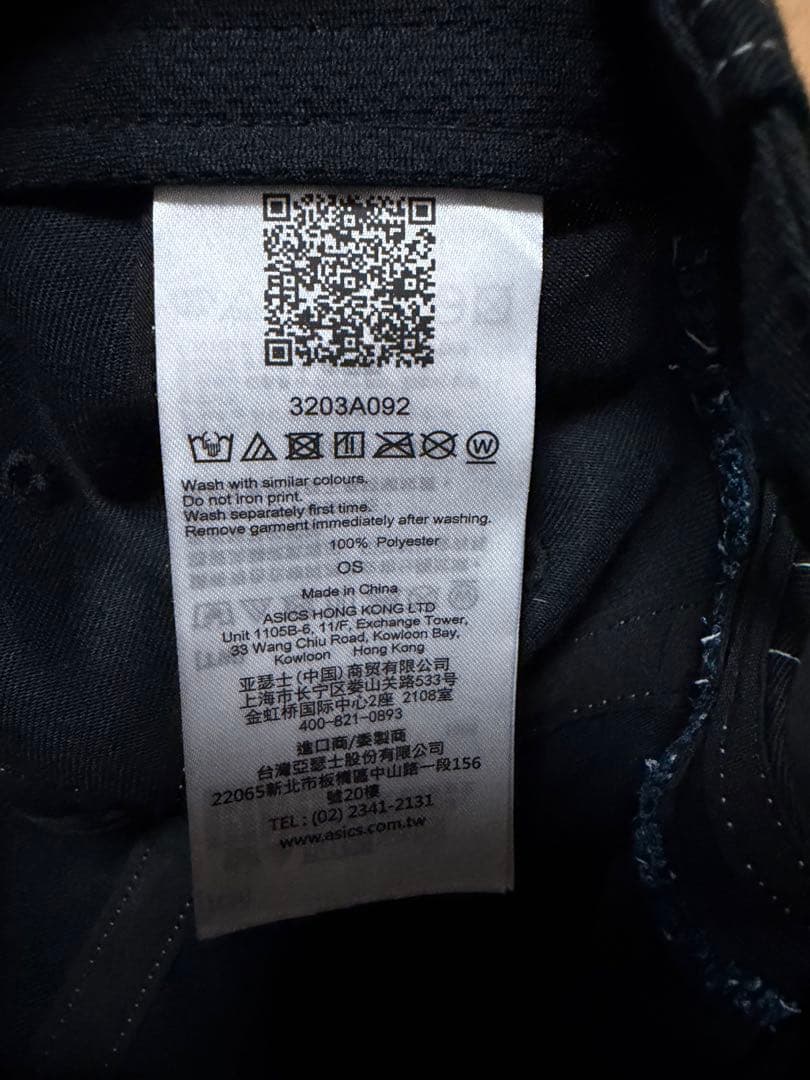 3203A092
W
Wash with similar colours.
Do not iron print.
Wash separately first time.
Remove garment immediately after washing.
100% Polyester
OS
Made in China
ASICS HONG KONG LTD
Unit 1105B-6, 11/F, Exchange Tower,
33 Wang Chiu Road, Kowloon Bay,
Kowloon Hong Kong
亚瑟士(中国)商贸有限公司
上海市长宁区娄山关路533号
金虹桥国际中心2座 2108室
400-821-0893
進口商/委製商
台灣亞瑟士股份有限公司
22065新北市板橋區中山路一段156
號20樓
TEL : (02) 2341-2131
www.asics.com.tw